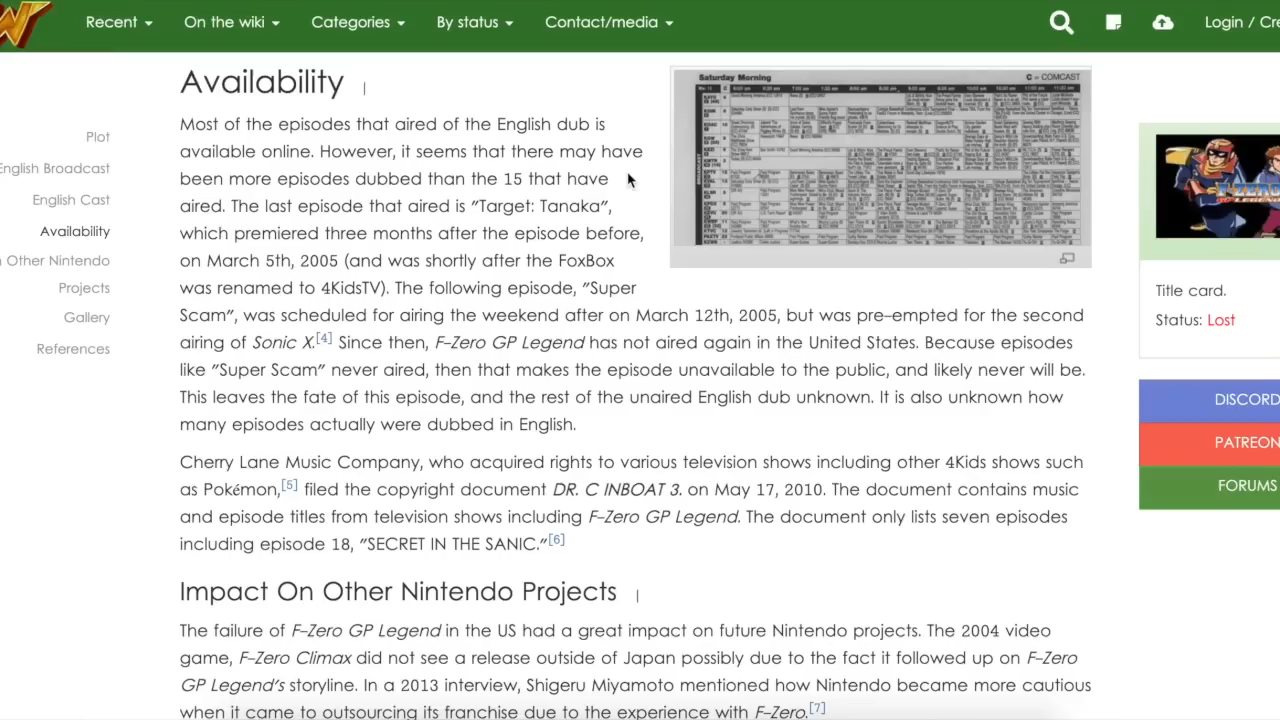 Recent
On the wiki
Categories
By status
Contact/media
Login / Cre
Plot
English Broadcast
English Cast
Availability
n Other Nintendo
Projects
Gallery
References
Availability
Most of the episodes that aired of the English dub is
available online. However, it seems that there may have
been more episodes dubbed than the 15 that have
aired. The last episode that aired is "Target: Tanaka",
which premiered three months after the episode before,
on March 5th, 2005 (and was shortly after the FoxBox
was renamed to 4KidsTV). The following episode, "Super
Scam", was scheduled for airing the weekend after on March 12th, 2005, but was pre-empted for the second
airing of Sonic X.[4] Since then, F-Zero GP Legend has not aired again in the United States. Because episodes
like "Super Scam" never aired, then that makes the episode unavailable to the public, and likely never will be.
This leaves the fate of this episode, and the rest of the unaired English dub unknown. It is also unknown how
many episodes actually were dubbed in English.
Cherry Lane Music Company, who acquired rights to various television shows including other 4Kids shows such
as Pokémon,[5] filed the copyright document DR. C INBOAT 3. on May 17, 2010. The document contains music
and episode titles from television shows including F-Zero GP Legend. The document only lists seven episodes
including episode 18, "SECRET IN THE SANIC."[6]
Impact On Other Nintendo Projects
The failure of F-Zero GP Legend in the US had a great impact on future Nintendo projects. The 2004 video
game, F-Zero Climax did not see a release outside of Japan possibly due to the fact it followed up on F-Zero
GP Legend's storyline. In a 2013 interview, Shigeru Miyamoto mentioned how Nintendo became more cautious
when it came to outsourcing its franchise due to the experience with F-Zero.[7]
Saturday Morning
C = COMCAST
F-ZERO
LEGEND
Title card.
Status: Lost
DISCORD
PATREON
FORUMS